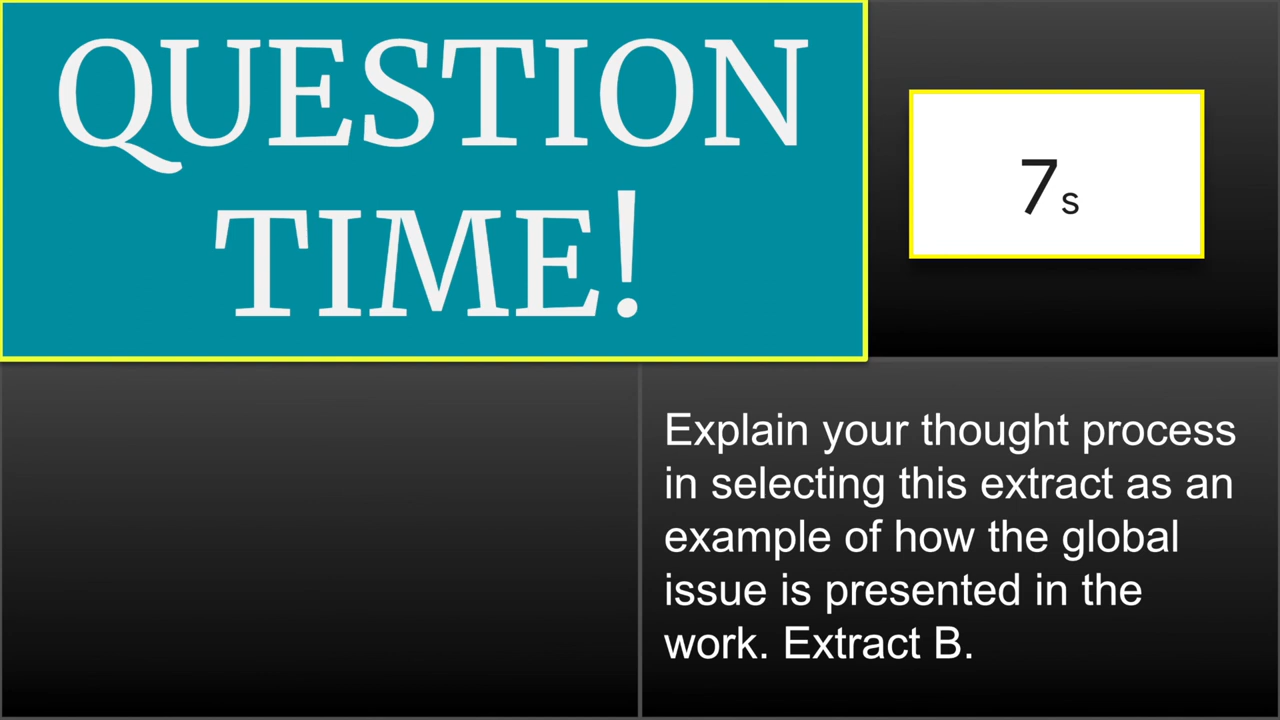 QUESTION
TIME!
7s
Explain your thought process
in selecting this extract as an
example of how the global
issue is presented in the
work. Extract B.